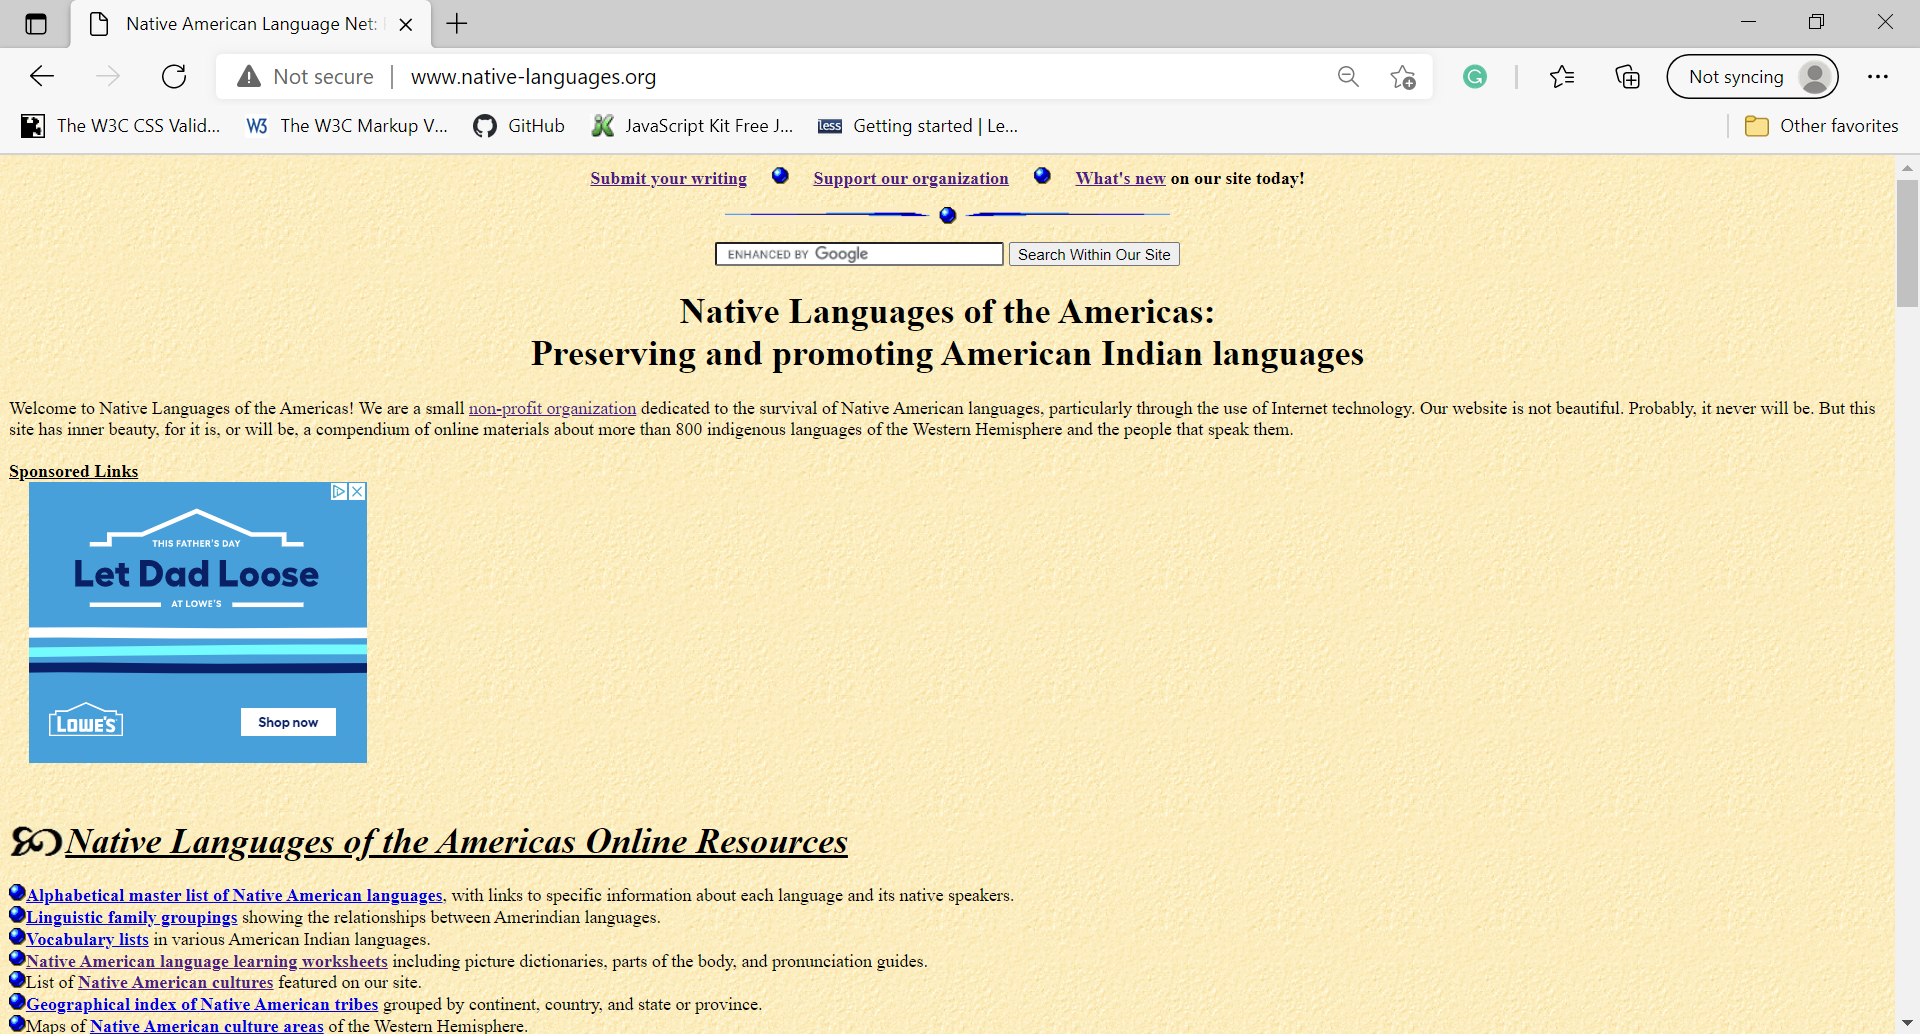 Native American Language Net:
Not secure www.native-languages.org
Not syncing
The W3C CSS Valid...
The W3C Markup V...
GitHub
JavaScript Kit Free J...
Getting started | Le...
Other favorites
Submit your writing Support our organization What's new on our site today!
ENHANCED BY Google Search Within Our Site
Native Languages of the Americas:
Preserving and promoting American Indian languages
Welcome to Native Languages of the Americas! We are a small non-profit organization dedicated to the survival of Native American languages, particularly through the use of Internet technology. Our website is not beautiful. Probably, it never will be. But this
site has inner beauty, for it is, or will be, a compendium of online materials about more than 800 indigenous languages of the Western Hemisphere and the people that speak them.
Sponsored Links
THIS FATHER'S DAY
Let Dad Loose
AT LOWE'S
LOWE'S
Shop now
Native Languages of the Americas Online Resources
Alphabetical master list of Native American languages, with links to specific information about each language and its native speakers.
Linguistic family groupings showing the relationships between Amerindian languages.
Vocabulary lists in various American Indian languages.
Native American language learning worksheets including picture dictionaries, parts of the body, and pronunciation guides.
List of Native American cultures featured on our site.
Geographical index of Native American tribes grouped by continent, country, and state or province.
Maps of Native American culture areas of the Western Hemisphere.